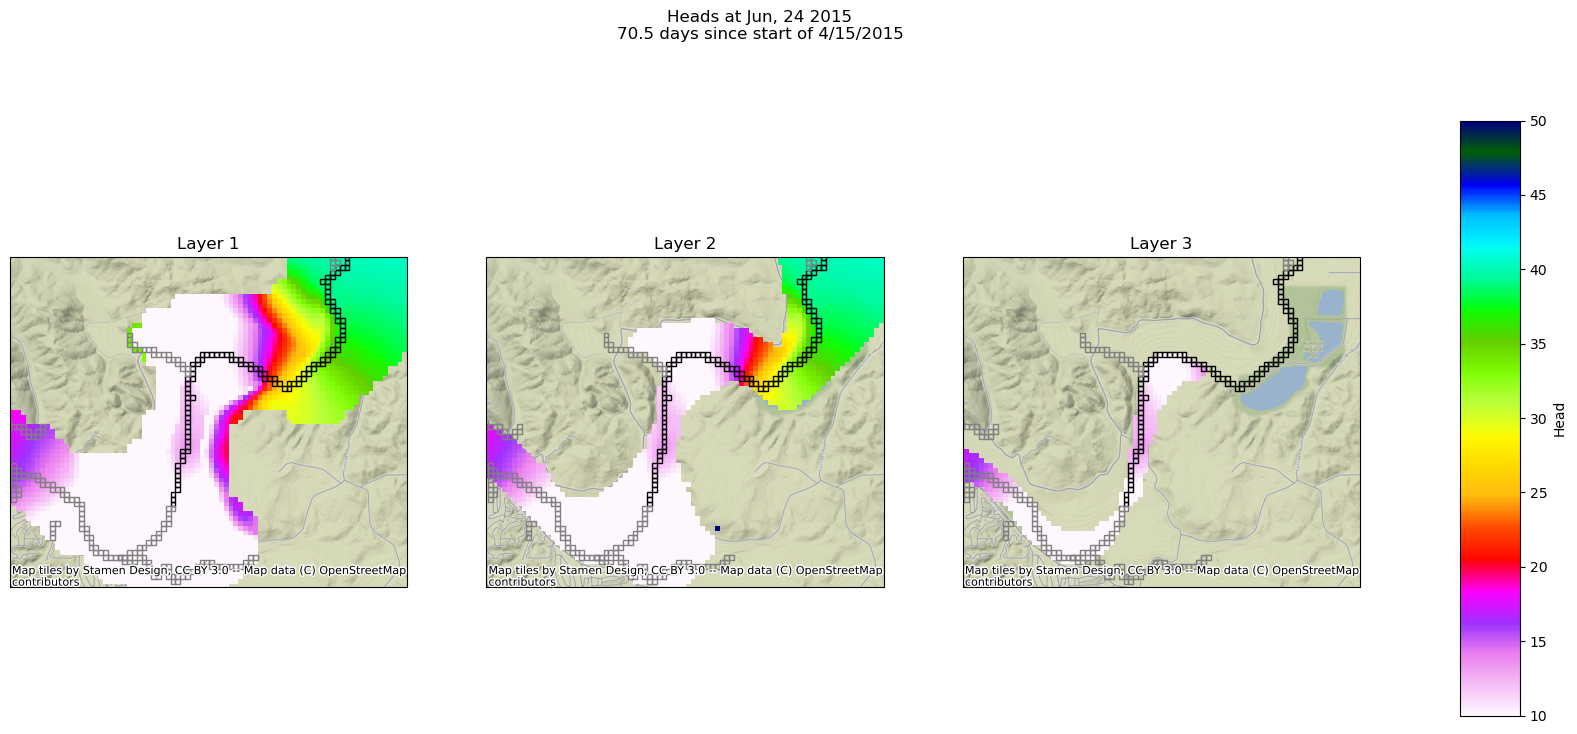 Heads at Jun, 24 2015
70.5 days since start of 4/15/2015
Layer 1
Map tiles by Stamen Design, CC BY 3.0 -- Map data (C) OpenStreetMap
contributors
Layer 2
Map tiles by Stamen Design, CC BY 3.0 -- Map data (C) OpenStreetMap
contributors
Layer 3
Map tiles by Stamen Design, CC BY 3.0 -- Map data (C) OpenStreetMap
contributors
50
45
40
35
30
25
20
15
10
Head